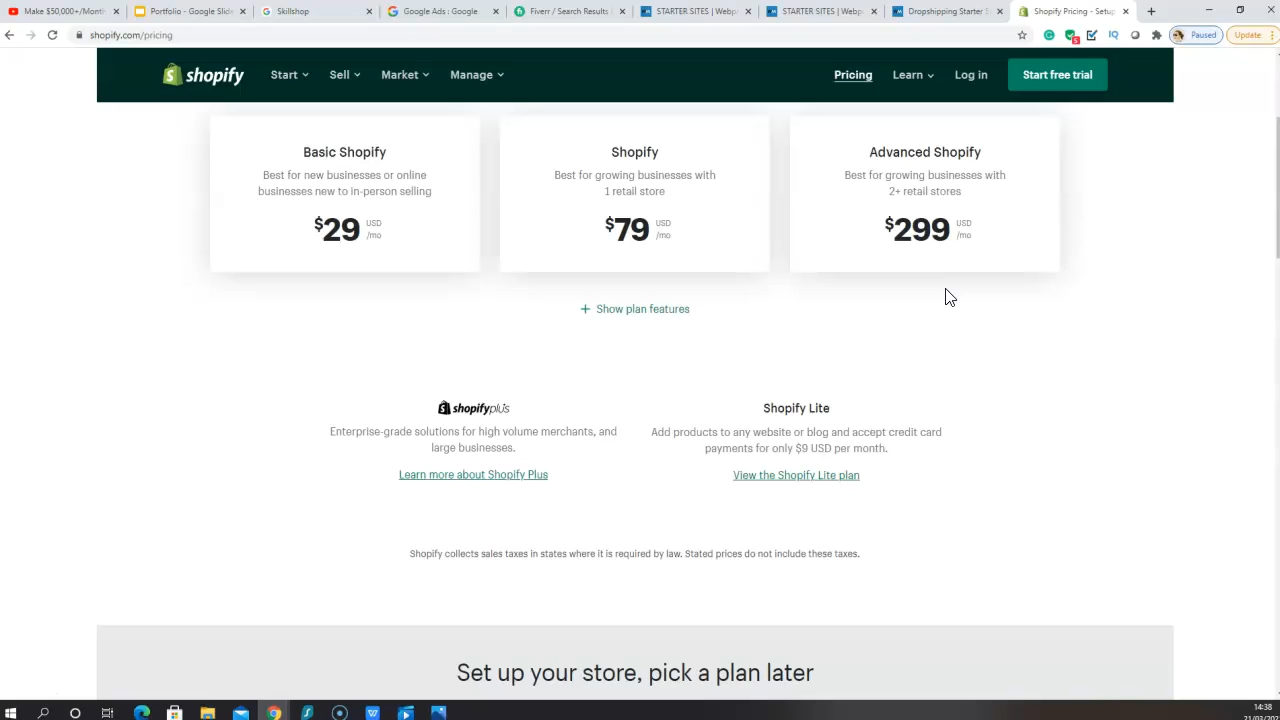 Make $50,000+/Mont
Portfolio - Google Slide
Skillshop
Google Ads : Google
Fiverr / Search Results
STARTER SITES | Webp
STARTER SITES | Webp
Dropshipping Starter S
Shopify Pricing - Setu
shopify.com/pricing
Paused
Update
shopify
Start
Sell
Market
Manage
Pricing
Learn
Log in
Start free trial
Basic Shopify
Best for new businesses or online
businesses new to in-person selling
$29 USD
/mo
Shopify
Best for growing businesses with
1 retail store
$79 USD
/mo
Advanced Shopify
Best for growing businesses with
2+ retail stores
$299 USD
/mo
+ Show plan features
shopifyplus
Enterprise-grade solutions for high volume merchants, and
large businesses.
Learn more about Shopify Plus
Shopify Lite
Add products to any website or blog and accept credit card
payments for only $9 USD per month.
View the Shopify Lite plan
Shopify collects sales taxes in states where it is required by law. Stated prices do not include these taxes.
Set up your store, pick a plan later
14:38